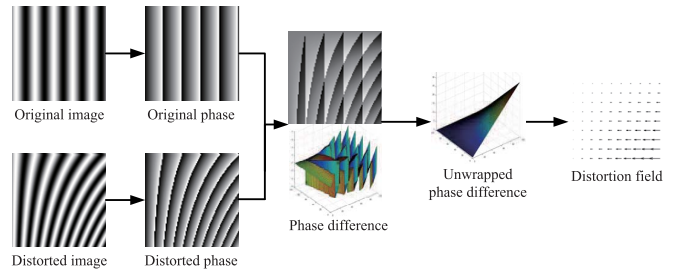 Original image
Original phase
Distorted image
Distorted phase
Phase difference
Unwrapped
phase difference
Distortion field